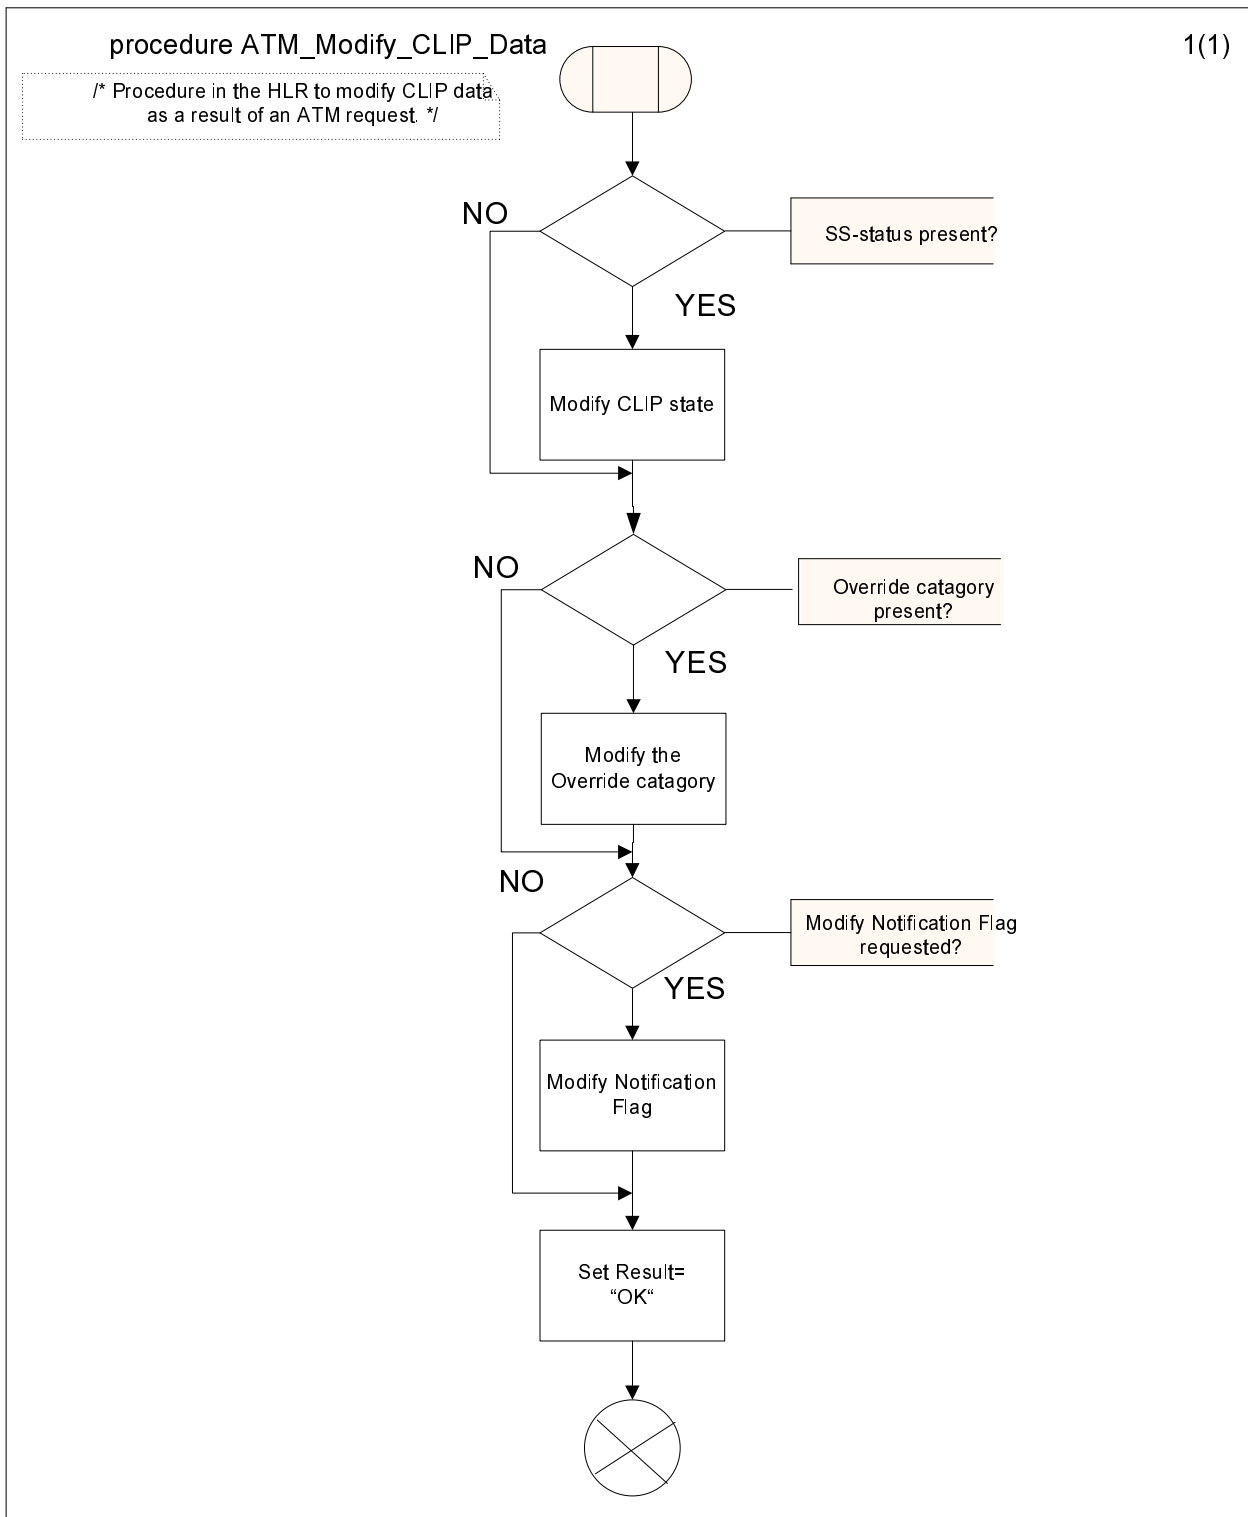 procedure ATM_Modify_CLIP_Data
1(1)
/* Procedure in the HLR to modify CLIP data
as a result of an ATM request. */
NO
SS-status present?
YES
Modify CLIP state
NO
Override catagory
present?
YES
Modify the
Override catagory
NO
Modify Notification Flag
requested?
YES
Modify Notification
Flag
Set Result=
“OK“